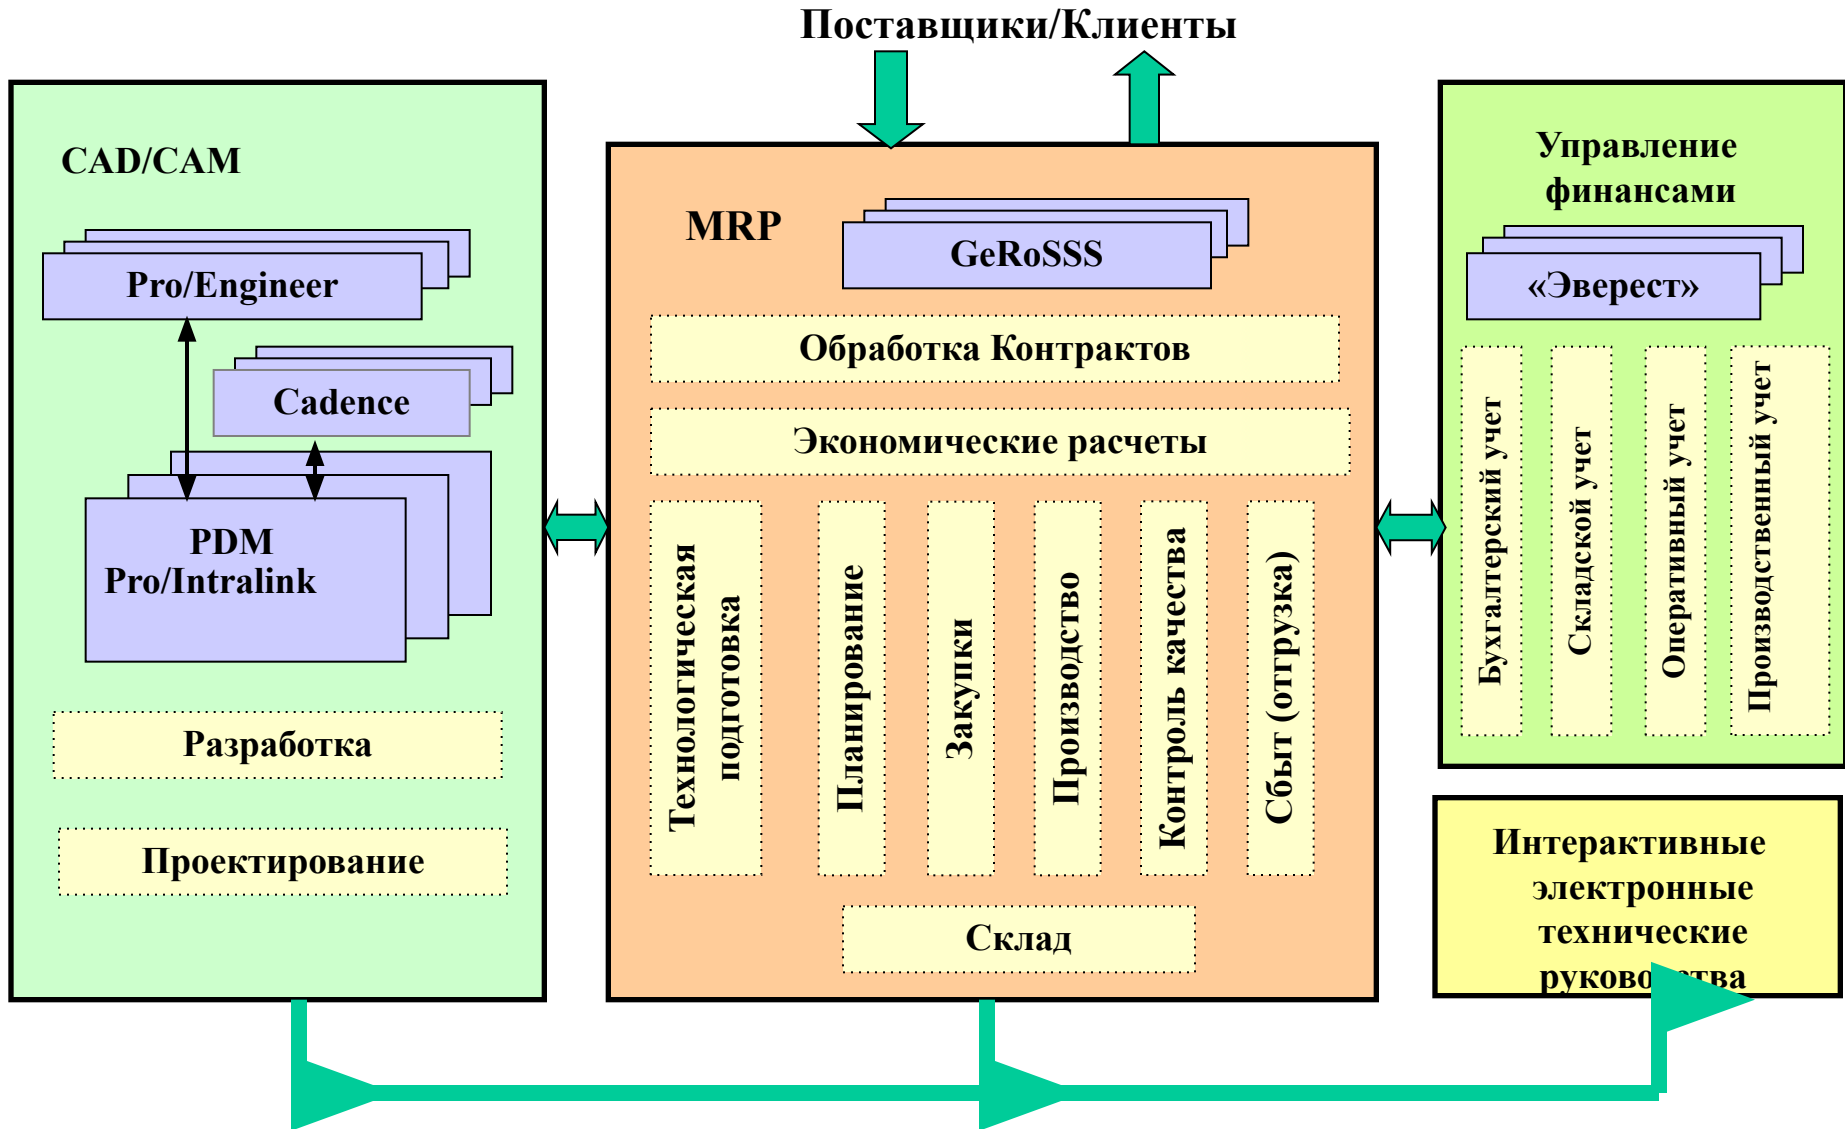 Поставщики/Клиенты
CAD/CAM
Pro/Engineer
Cadence
PDM
Pro/Intralink
Разработка
Проектирование
MRP
GeRoSSS
Обработка Контрактов
Экономические расчеты
Технологическая
подготовка
Планирование
Закупки
Производство
Контроль качества
Сбыт (отгрузка)
Склад
Управление
финансами
«Эверест»
Бухгалтерский учет
Складской учет
Оперативный учет
Производственный учет
Интерактивные
электронные
технические
руководства